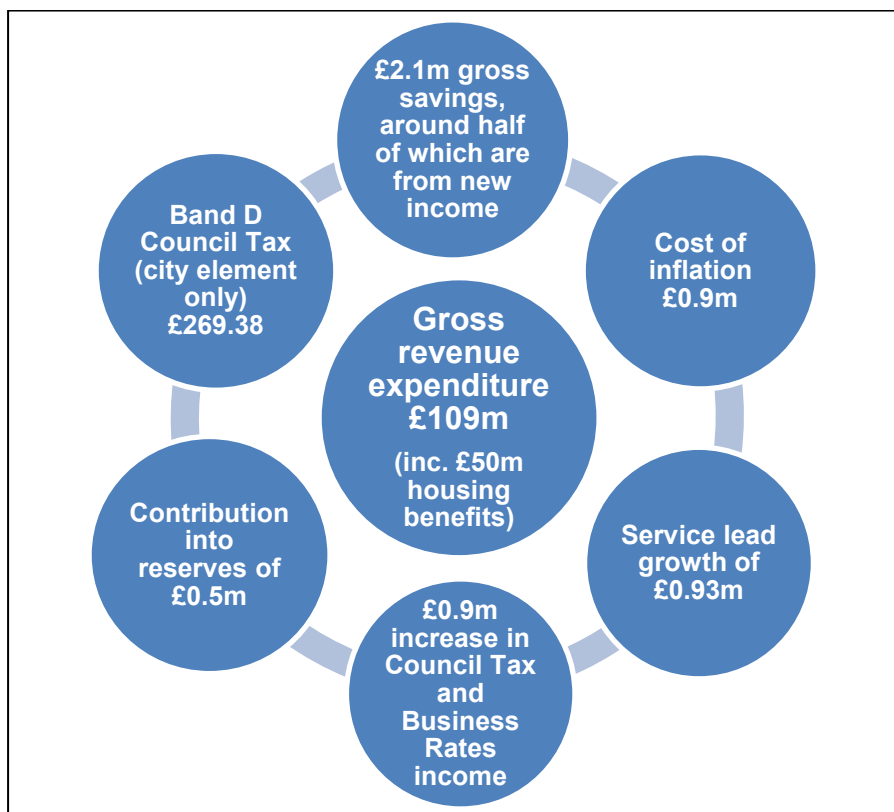 £2.1m gross
savings,
around half
of which are
from new
income
Band D
Council Tax
(city element
only)
£269.38
Cost of
inflation
£0.9m
Gross
revenue
expenditure
£109m
(inc. £50m
housing
benefits)
Contribution
into
reserves of
£0.5m
Service lead
growth of
£0.93m
£0.9m
increase in
Council Tax
and
Business
Rates
income